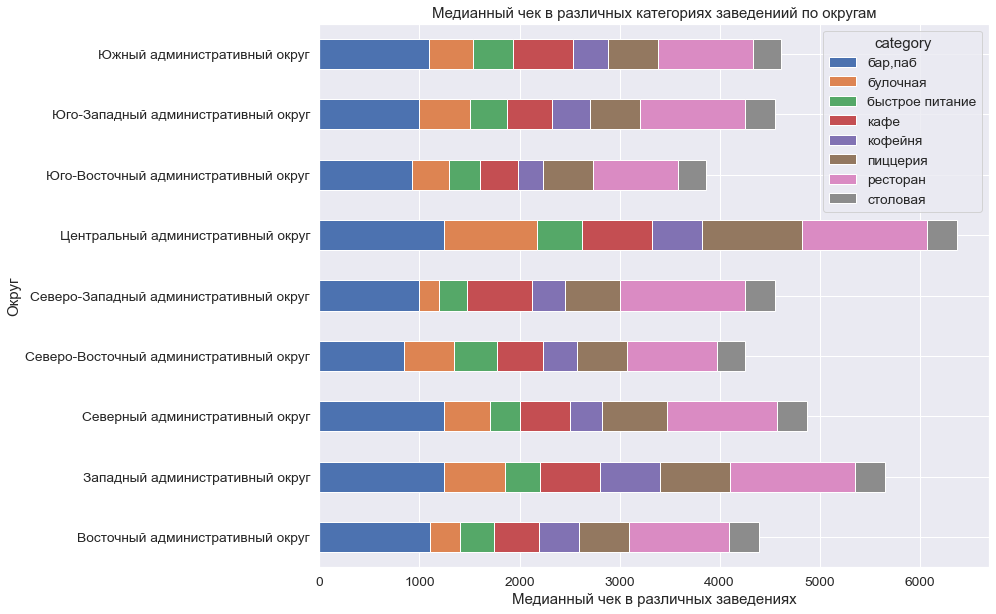 Медианный чек в различных категориях заведениий по округам
category
бар,паб
булочная
быстрое питание
кафе
кофейня
пиццерия
ресторан
столовая
Округ
Южный административный округ
Юго-Западный административный округ
Юго-Восточный административный округ
Центральный административный округ
Северо-Западный административный округ
Северо-Восточный административный округ
Северный административный округ
Западный административный округ
Восточный административный округ
0 1000 2000 3000 4000 5000 6000
Медианный чек в различных заведениях